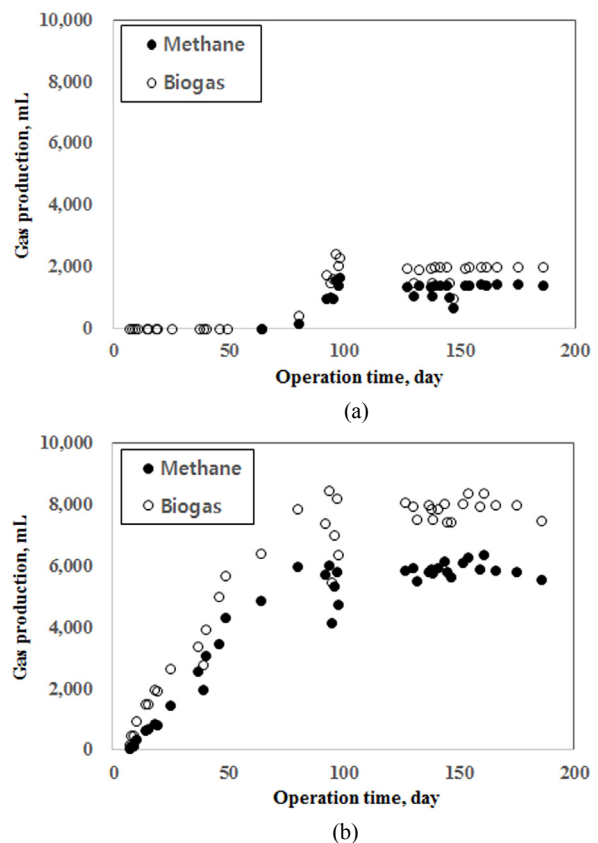 10,000
8,000
6,000
4,000
2,000
0
Gas production, mL
Methane
Biogas
0 50 100 150 200
Operation time, day
(a)
10,000
8,000
6,000
4,000
2,000
0
Gas production, mL
Methane
Biogas
0 50 100 150 200
Operation time, day
(b)